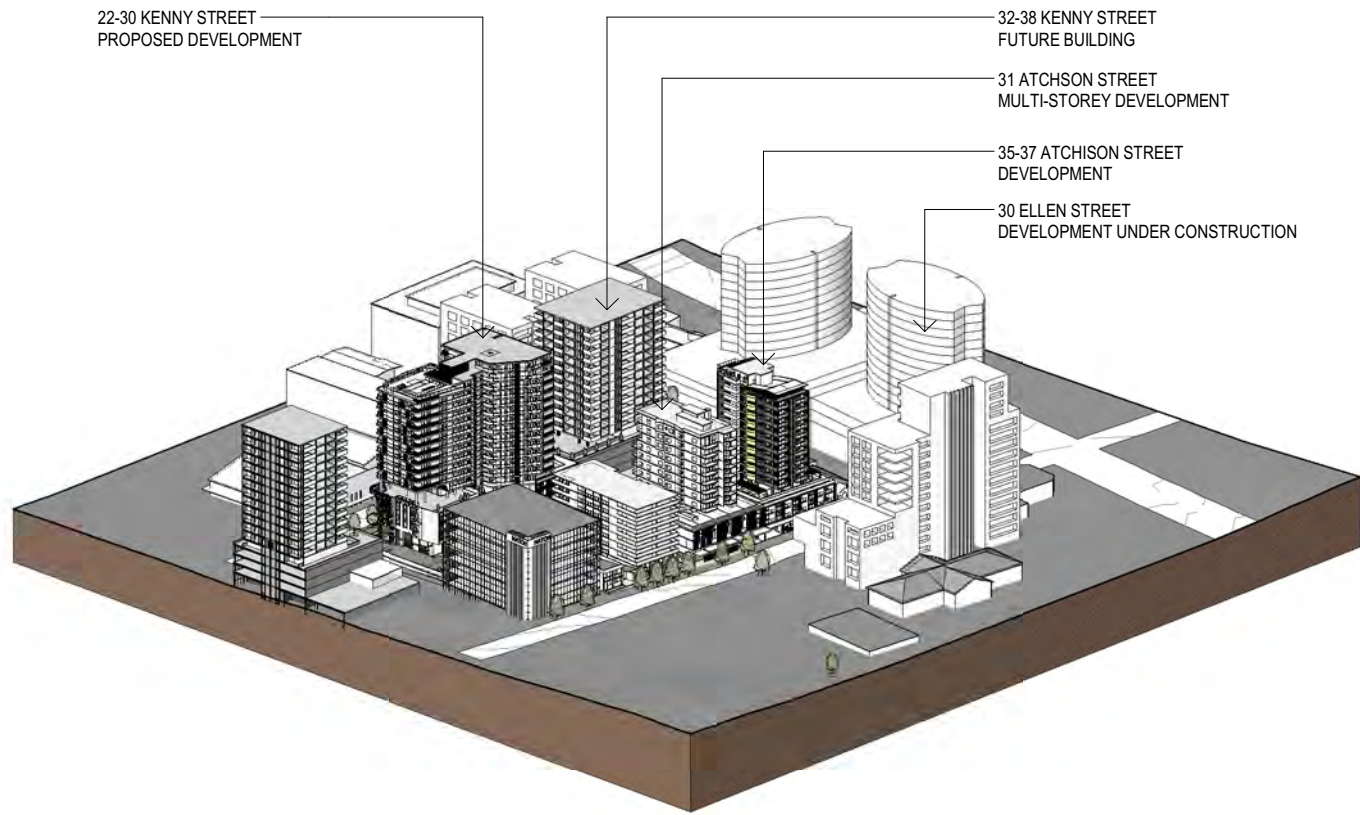 22-30 KENNY STREET
PROPOSED DEVELOPMENT
32-38 KENNY STREET
FUTURE BUILDING
31 ATCHSON STREET
MULTI-STOREY DEVELOPMENT
35-37 ATCHISON STREET
DEVELOPMENT
30 ELLEN STREET
DEVELOPMENT UNDER CONSTRUCTION